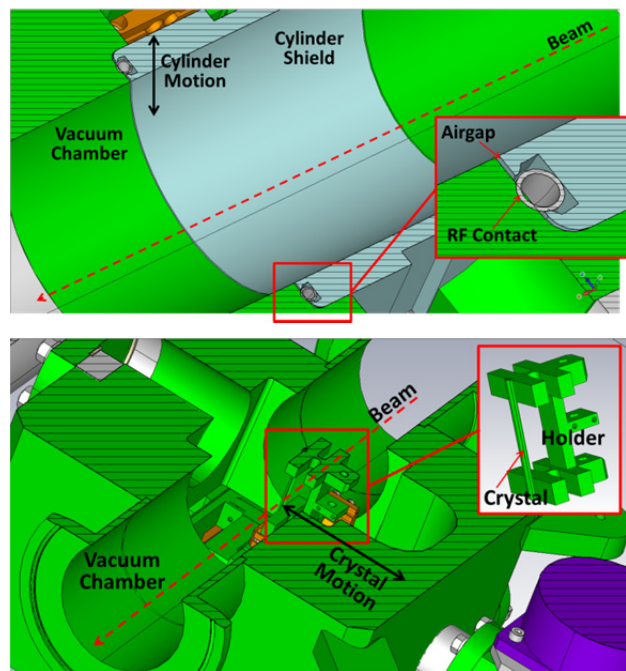 Cylinder
Motion
Cylinder
Shield
Beam
Vacuum
Chamber
Airgap
RF Contact
Beam
Holder
Crystal
Vacuum
Chamber
Crystal
Motion